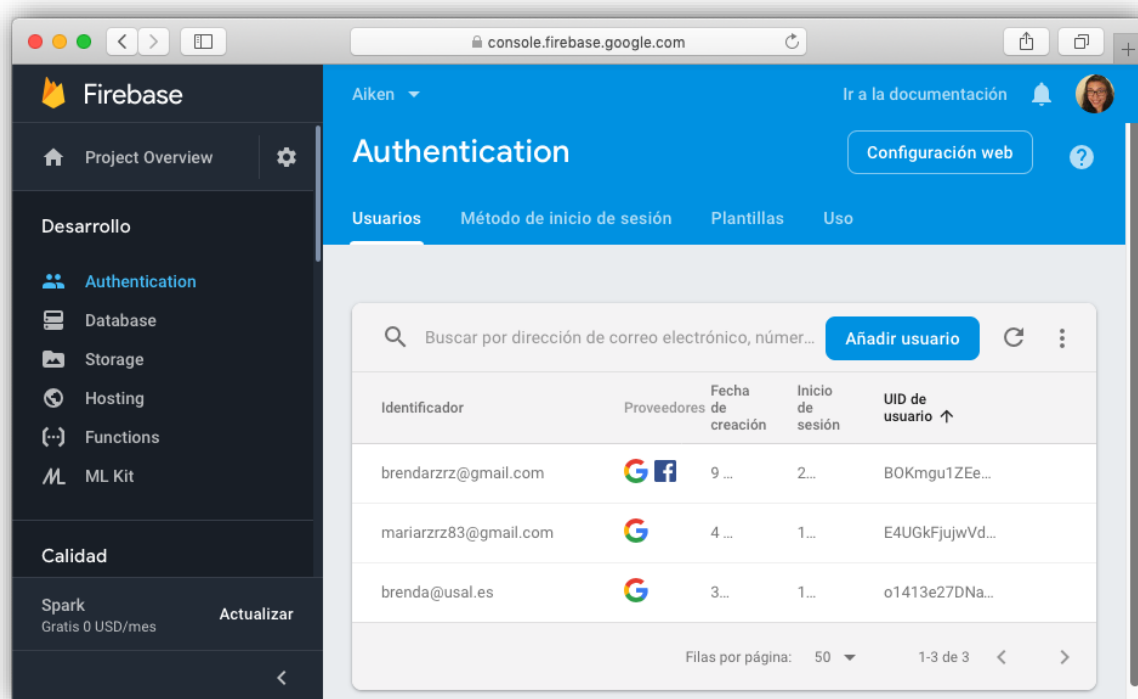 console.firebase.google.com
Firebase
Aiken
Ir a la documentación
Project Overview
Authentication
Configuración web
Usuarios Método de inicio de sesión Plantillas Uso
Desarrollo
Authentication
Database
Storage
Hosting
Functions
ML Kit
Calidad
Spark
Gratis 0 USD/mes
Actualizar
Buscar por dirección de correo electrónico, númer...
Añadir usuario
Identificador
Proveedores
Fecha
de
creación
Inicio
de
sesión
UID de
usuario
brendarzrz@gmail.com 9 ... 2... BOKmgu1ZEe...
mariarzrz83@gmail.com 4 ... 1... E4UGkFjujwVd...
brenda@usal.es 3... 1... o1413e27DNa...
Filas por página: 50 1-3 de 3